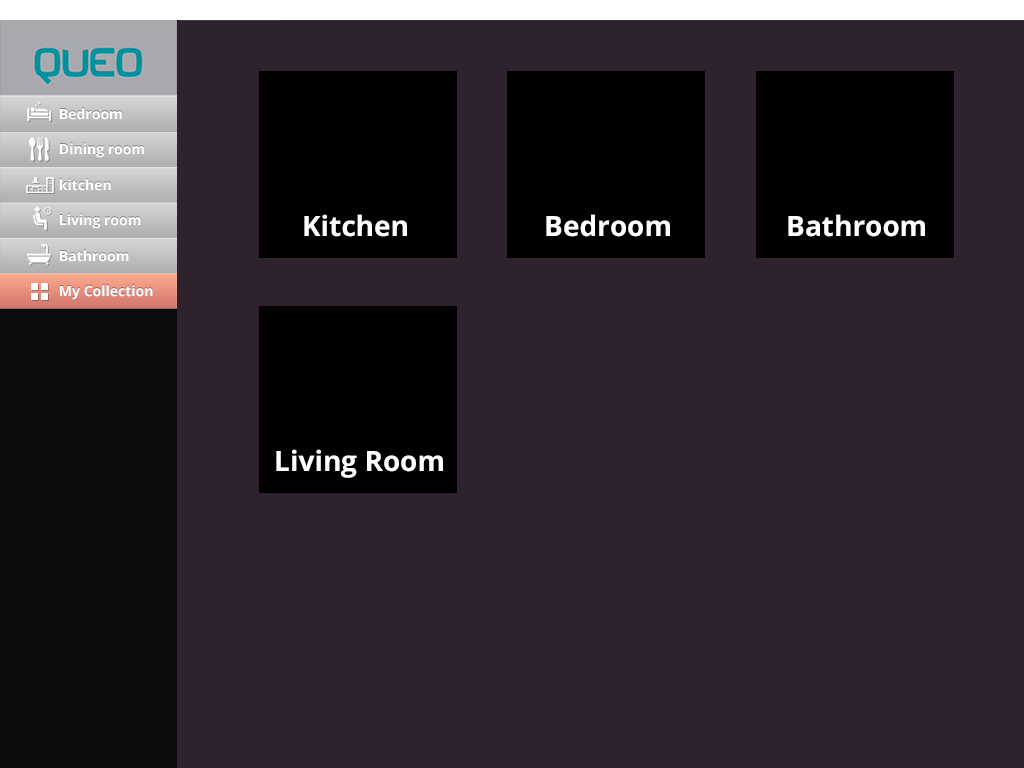 QUEO
Bedroom
Dining room
kitchen
Living room
Bathroom
My Collection
Kitchen
Bedroom
Bathroom
Living Room